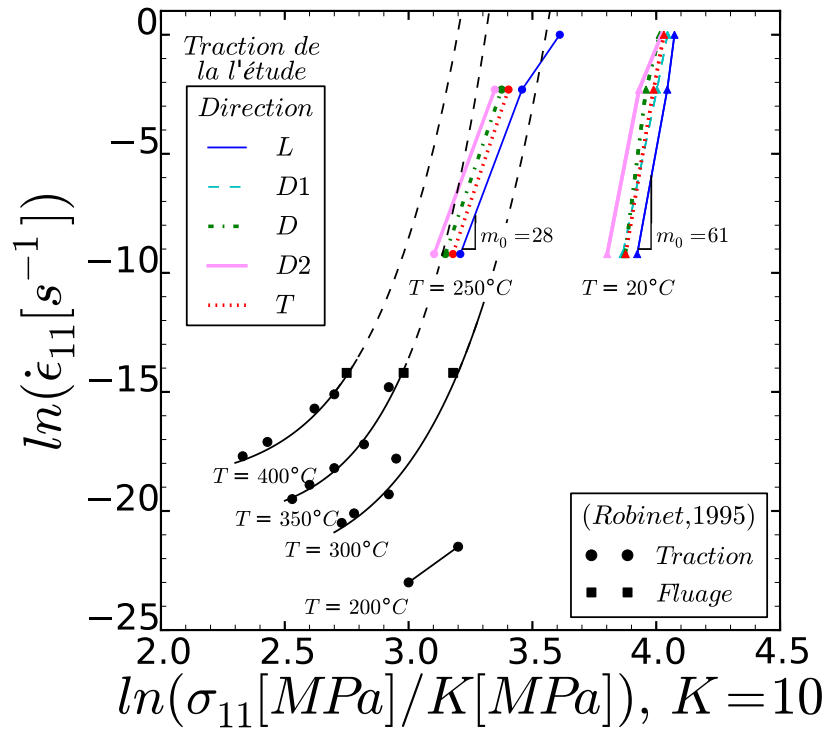 0
−5
−10
−15
−20
−25
ln(ϵ̇₁₁[s⁻¹])
Traction de
la l'étude
Direction
L
D1
D
D2
T
m₀ =28
m₀ =61
T = 250°C
T = 20°C
T = 400°C
T = 350°C
T = 300°C
T = 200°C
(Robinet,1995)
Traction
Fluage
2.0 2.5 3.0 3.5 4.0 4.5
ln(σ₁₁[MPa]/K[MPa]), K =10